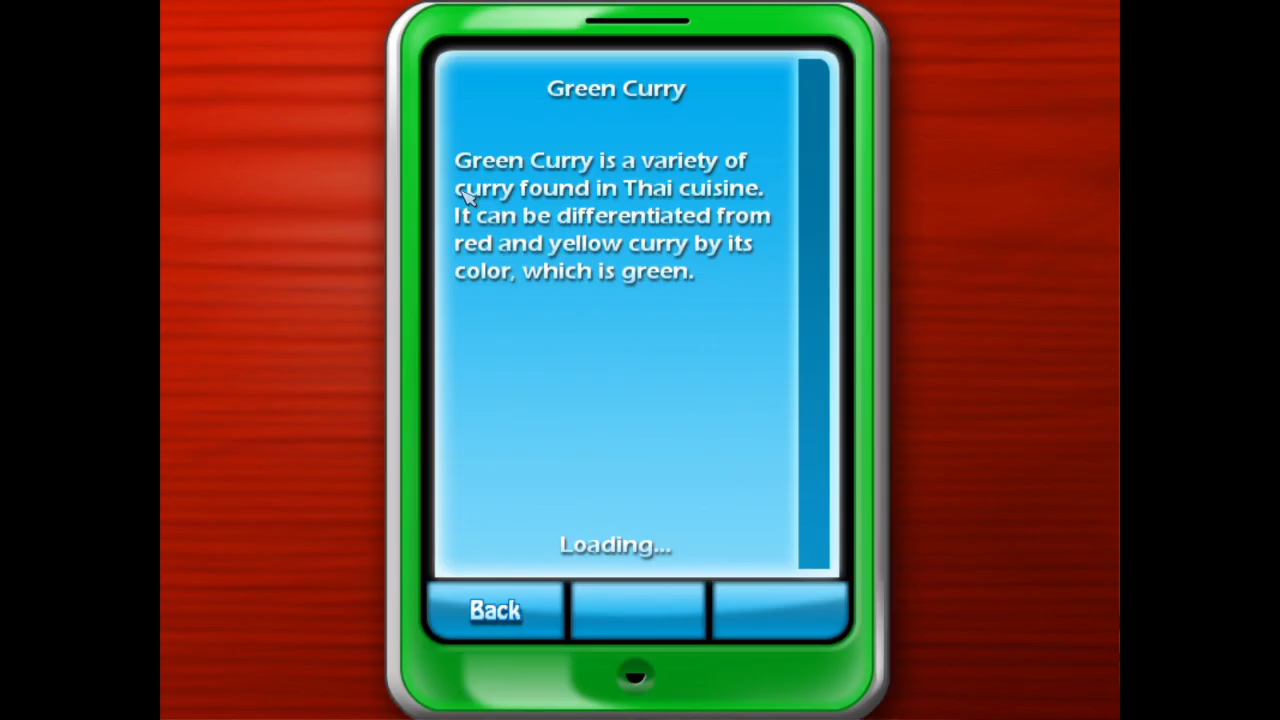 Green Curry
Green Curry is a variety of
curry found in Thai cuisine.
It can be differentiated from
red and yellow curry by its
color, which is green.
Loading...
Back